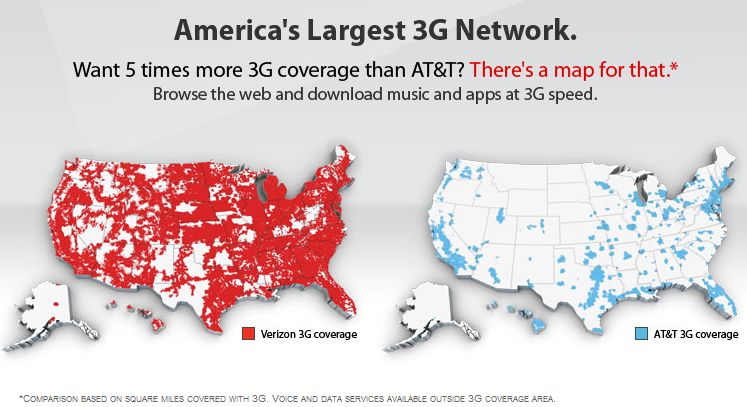 America's Largest 3G Network.
Want 5 times more 3G coverage than AT&T? There's a map for that.*
Browse the web and download music and apps at 3G speed.
Verizon 3G coverage
AT&T 3G coverage
*Comparison based on square miles covered with 3G. Voice and data services available outside 3G coverage area.